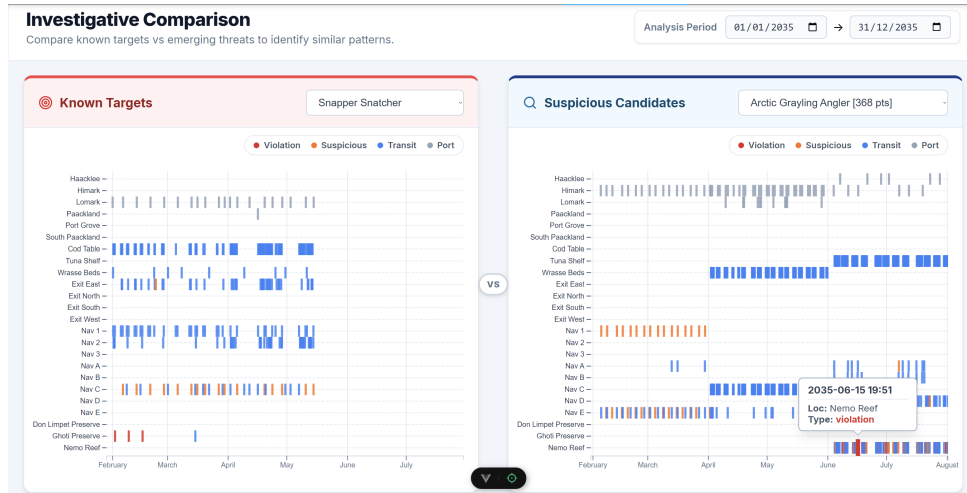 Investigative Comparison
Compare known targets vs emerging threats to identify similar patterns.
Analysis Period 01/01/2035 → 31/12/2035
Known Targets
Snapper Snatcher
Violation Suspicious Transit Port
Haacklee
Himark
Lomark
Paackland
Port Grove
South Paackland
Cod Table
Tuna Shelf
Wrasse Beds
Exit East
Exit North
Exit South
Exit West
Nav 1
Nav 2
Nav 3
Nav A
Nav B
Nav C
Nav D
Nav E
Don Limpet Preserve
Ghoti Preserve
Nemo Reef
February March April May June July
VS
Suspicious Candidates
Arctic Grayling Angler [368 pts]
Violation Suspicious Transit Port
Haacklee
Himark
Lomark
Paackland
Port Grove
South Paackland
Cod Table
Tuna Shelf
Wrasse Beds
Exit East
Exit North
Exit South
Exit West
Nav 1
Nav 2
Nav 3
Nav A
Nav B
Nav C
Nav D
Nav E
Don Limpet Preserve
Ghoti Preserve
Nemo Reef
February March April May June July August
2035-06-15 19:51
Loc: Nemo Reef
Type: violation